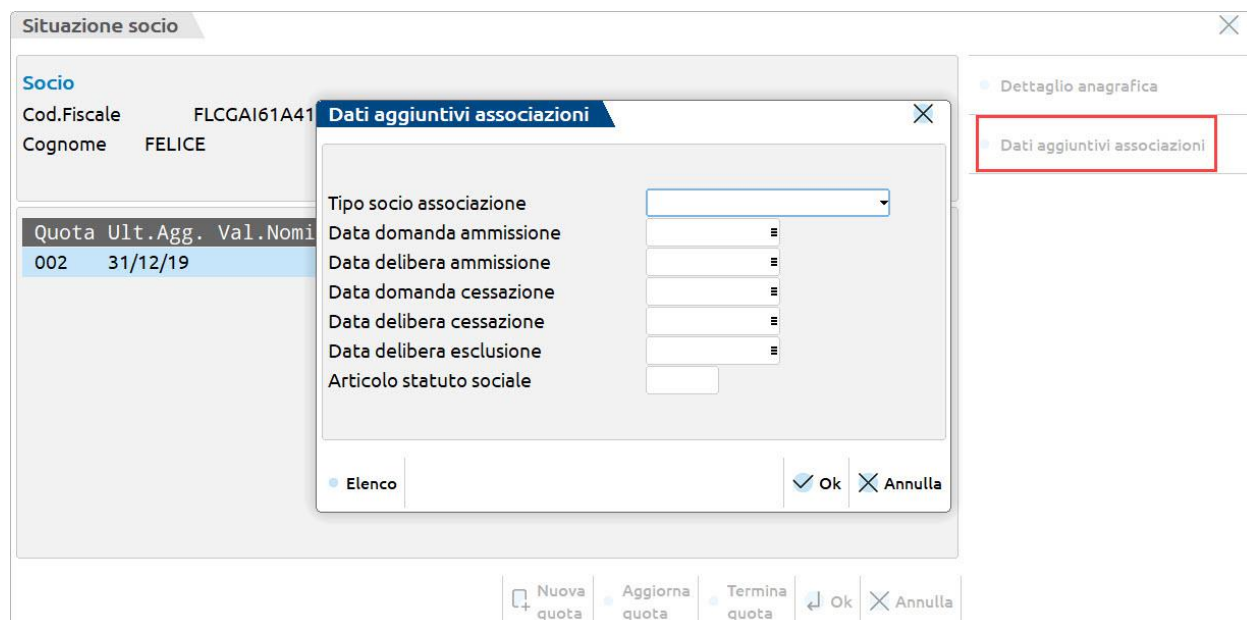 Situazione socio
Socio
Cod.Fiscale FLCGAI61A41
Cognome FELICE
Dettaglio anagrafica
Dati aggiuntivi associazioni
Quota Ult.Agg. Val.Nomi
002 31/12/19
Dati aggiuntivi associazioni
Tipo socio associazione
Data domanda ammissione
Data delibera ammissione
Data domanda cessazione
Data delibera cessazione
Data delibera esclusione
Articolo statuto sociale
Elenco
Ok
Annulla
Nuova quota
Aggiorna quota
Termina quota
Ok
Annulla